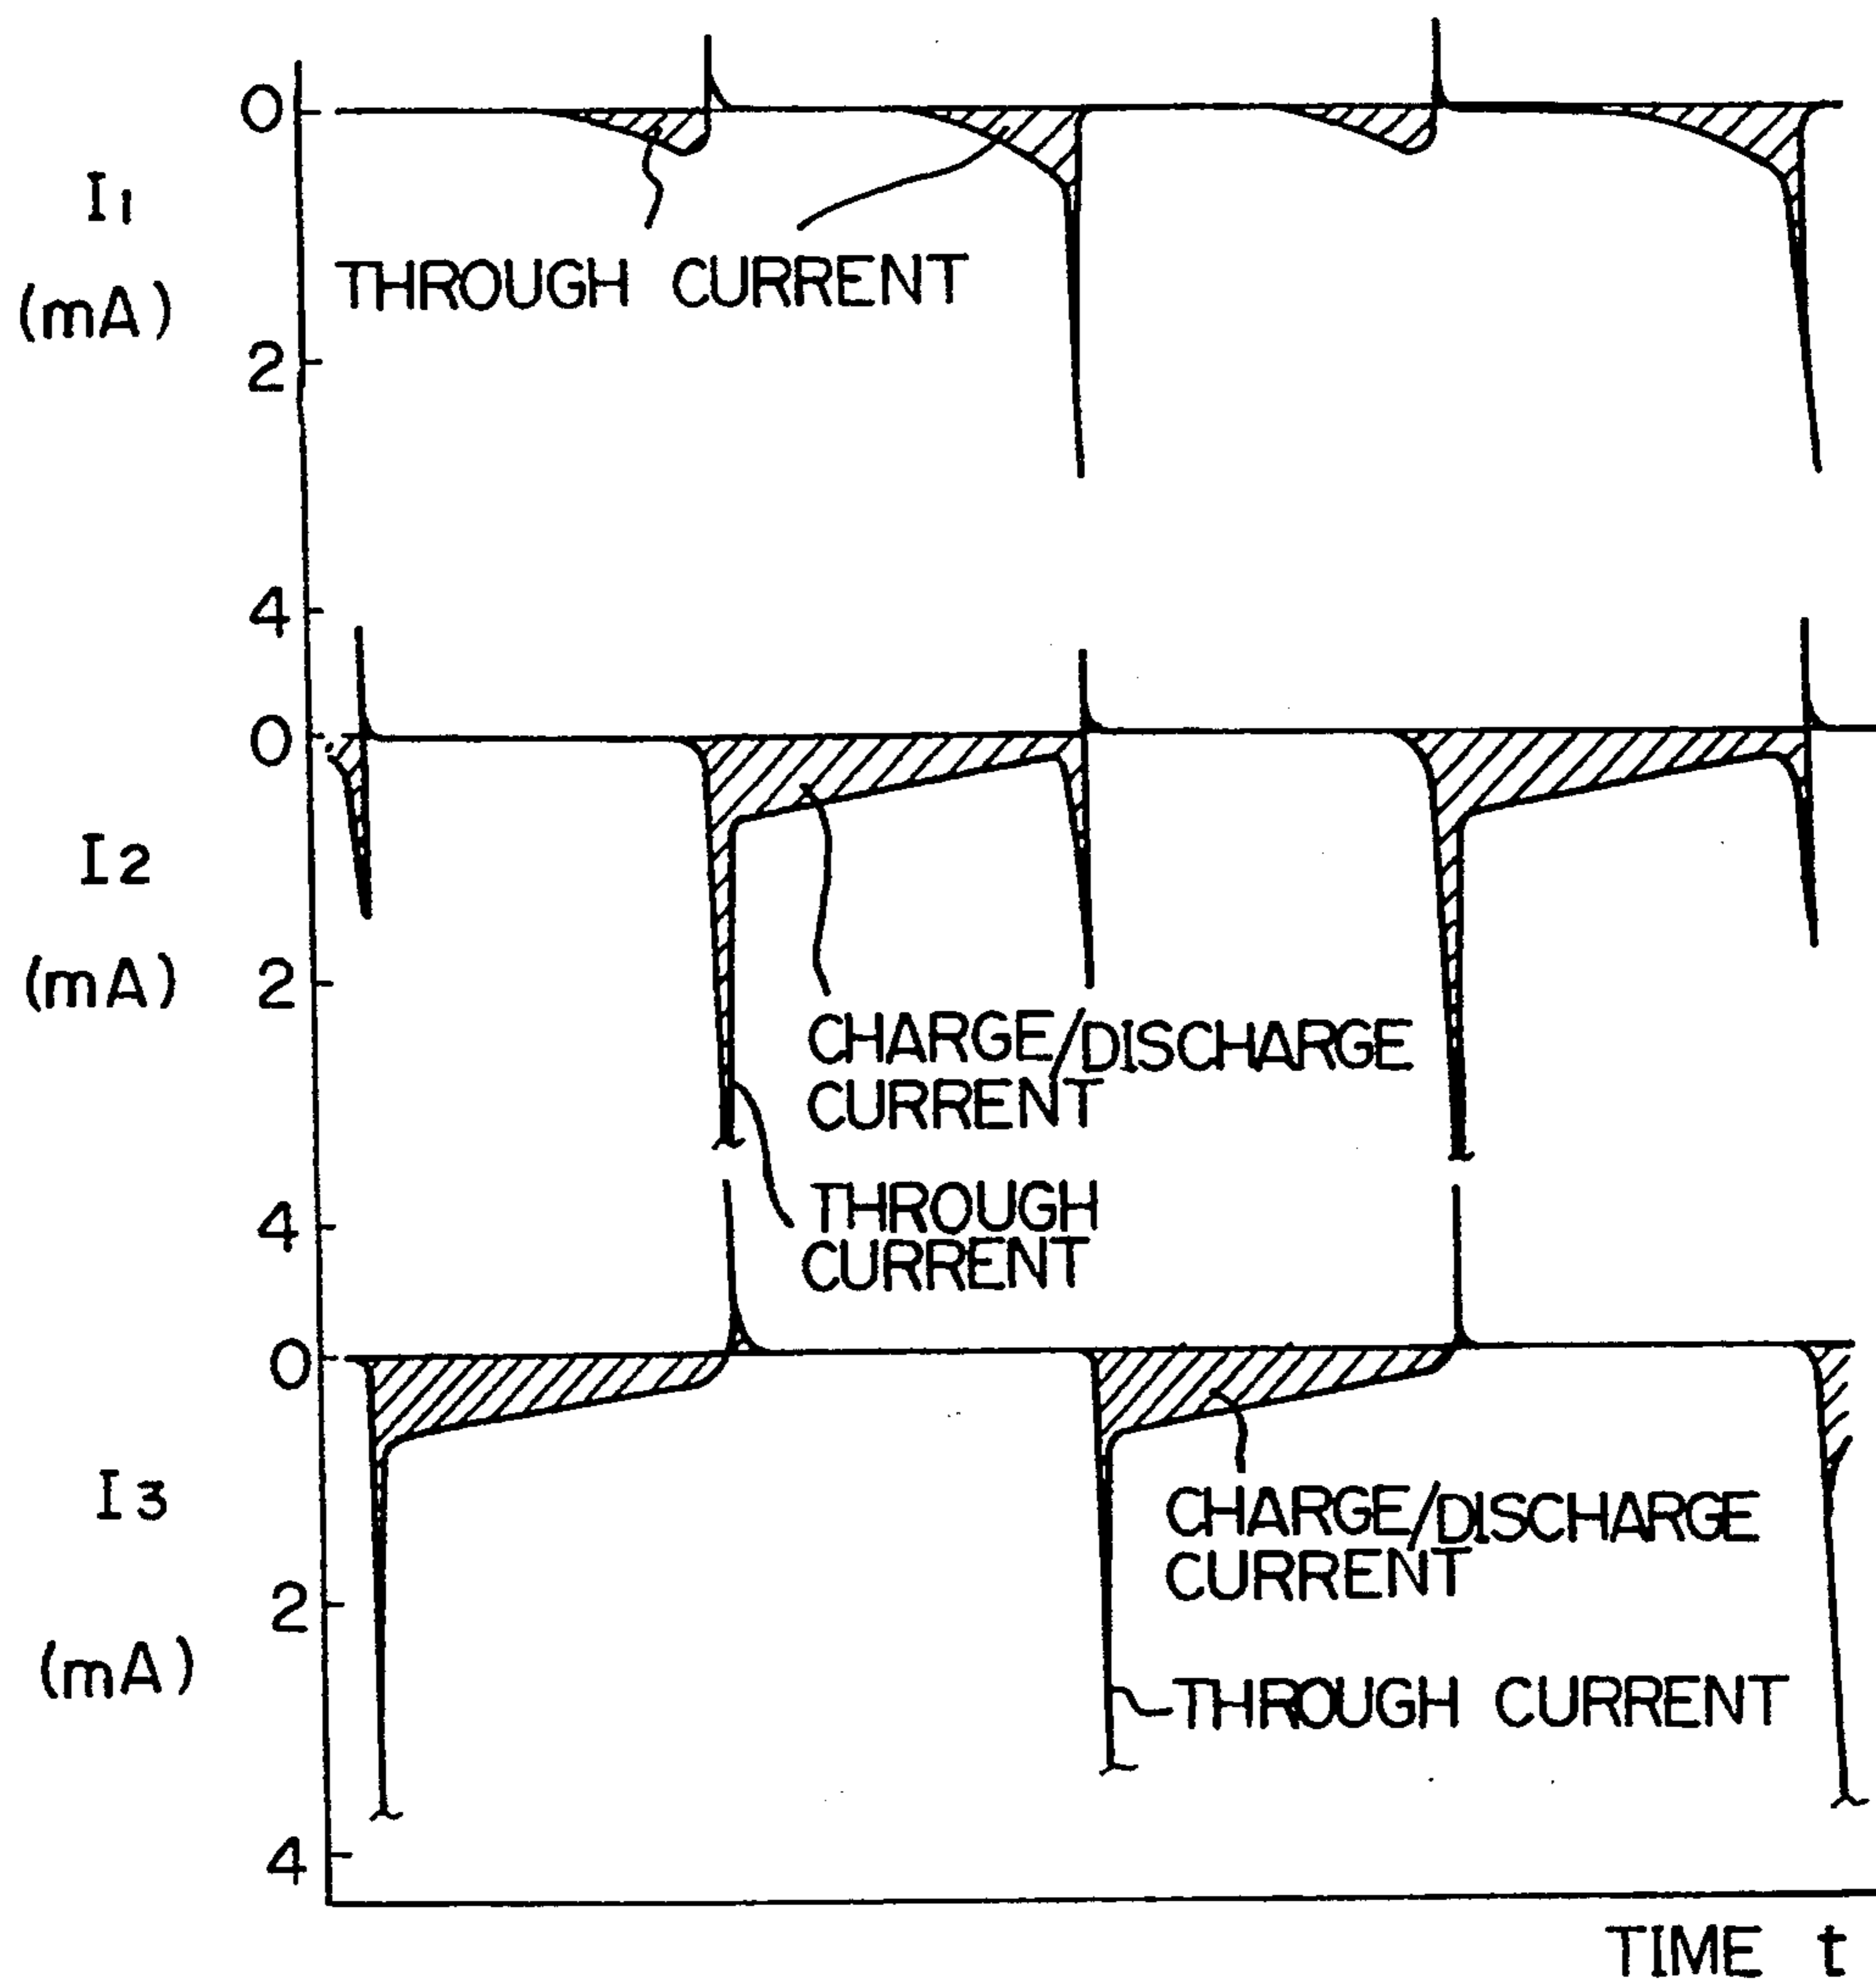 0
I1
(mA)
THROUGH CURRENT
2
4
0
I2
(mA)
2
CHARGE/DISCHARGE
CURRENT
THROUGH
CURRENT
4
0
I3
(mA)
CHARGE/DISCHARGE
CURRENT
2
THROUGH CURRENT
4
TIME t